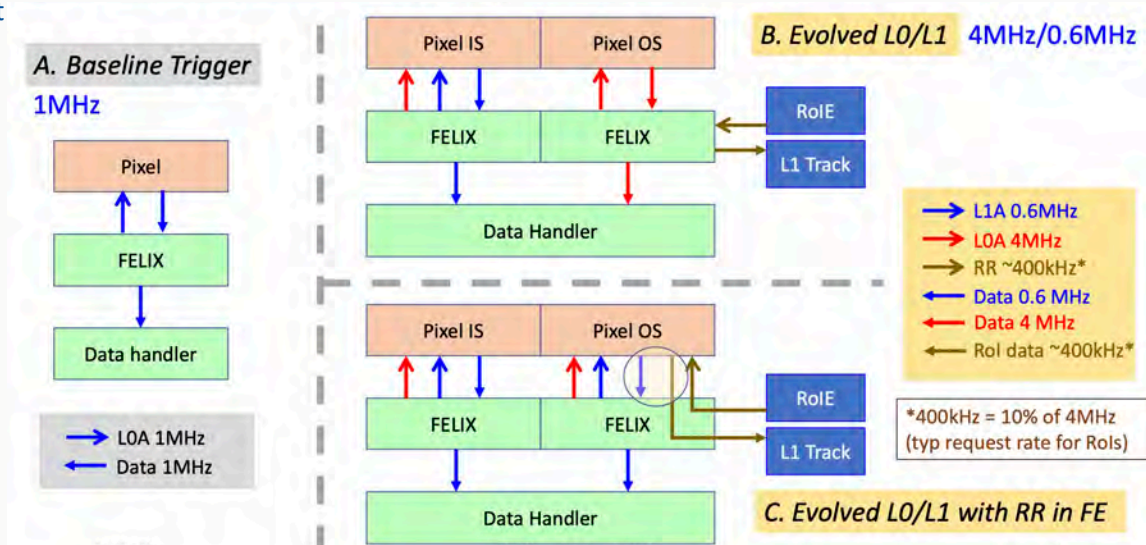 t
A. Baseline Trigger
1MHz
Pixel
FELIX
Data handler
L0A 1MHz
Data 1MHz
B. Evolved L0/L1 4MHz/0.6MHz
Pixel IS
Pixel OS
FELIX
FELIX
RoIE
L1 Track
Data Handler
L1A 0.6MHz
L0A 4MHz
RR ~400kHz*
Data 0.6 MHz
Data 4 MHz
RoI data ~400kHz*
*400kHz = 10% of 4MHz
(typ request rate for RoIs)
Pixel IS
Pixel OS
FELIX
FELIX
RoIE
L1 Track
Data Handler
C. Evolved L0/L1 with RR in FE